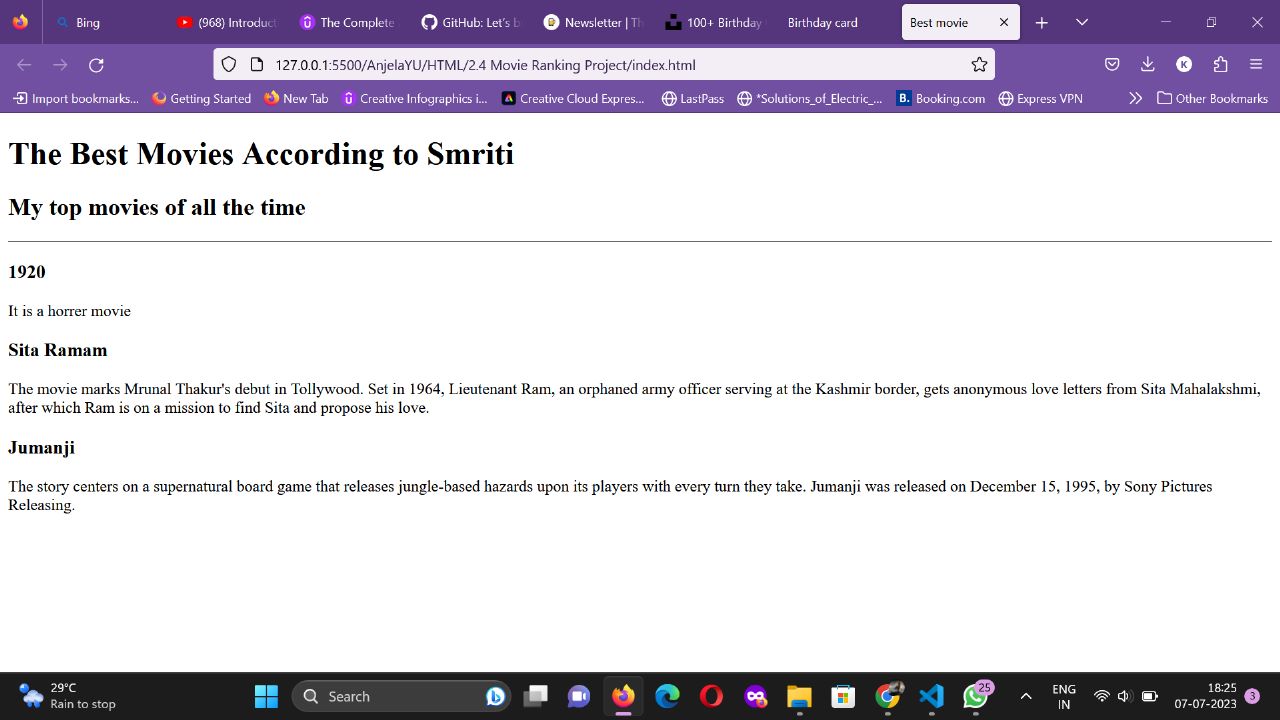 Bing
(968) Introduct
The Complete
GitHub: Let's b
Newsletter | Th
100+ Birthday
Birthday card
Best movie
127.0.0.1:5500/AnjelaYU/HTML/2.4 Movie Ranking Project/index.html
K
Import bookmarks...
Getting Started
New Tab
Creative Infographics i...
Creative Cloud Expres...
LastPass
*Solutions_of_Electric_...
B. Booking.com
Express VPN
Other Bookmarks
The Best Movies According to Smriti
My top movies of all the time
1920
It is a horrer movie
Sita Ramam
The movie marks Mrunal Thakur's debut in Tollywood. Set in 1964, Lieutenant Ram, an orphaned army officer serving at the Kashmir border, gets anonymous love letters from Sita Mahalakshmi,
after which Ram is on a mission to find Sita and propose his love.
Jumanji
The story centers on a supernatural board game that releases jungle-based hazards upon its players with every turn they take. Jumanji was released on December 15, 1995, by Sony Pictures
Releasing.
29°C
Rain to stop
Search
25
ENG
IN
18:25
07-07-2023
3